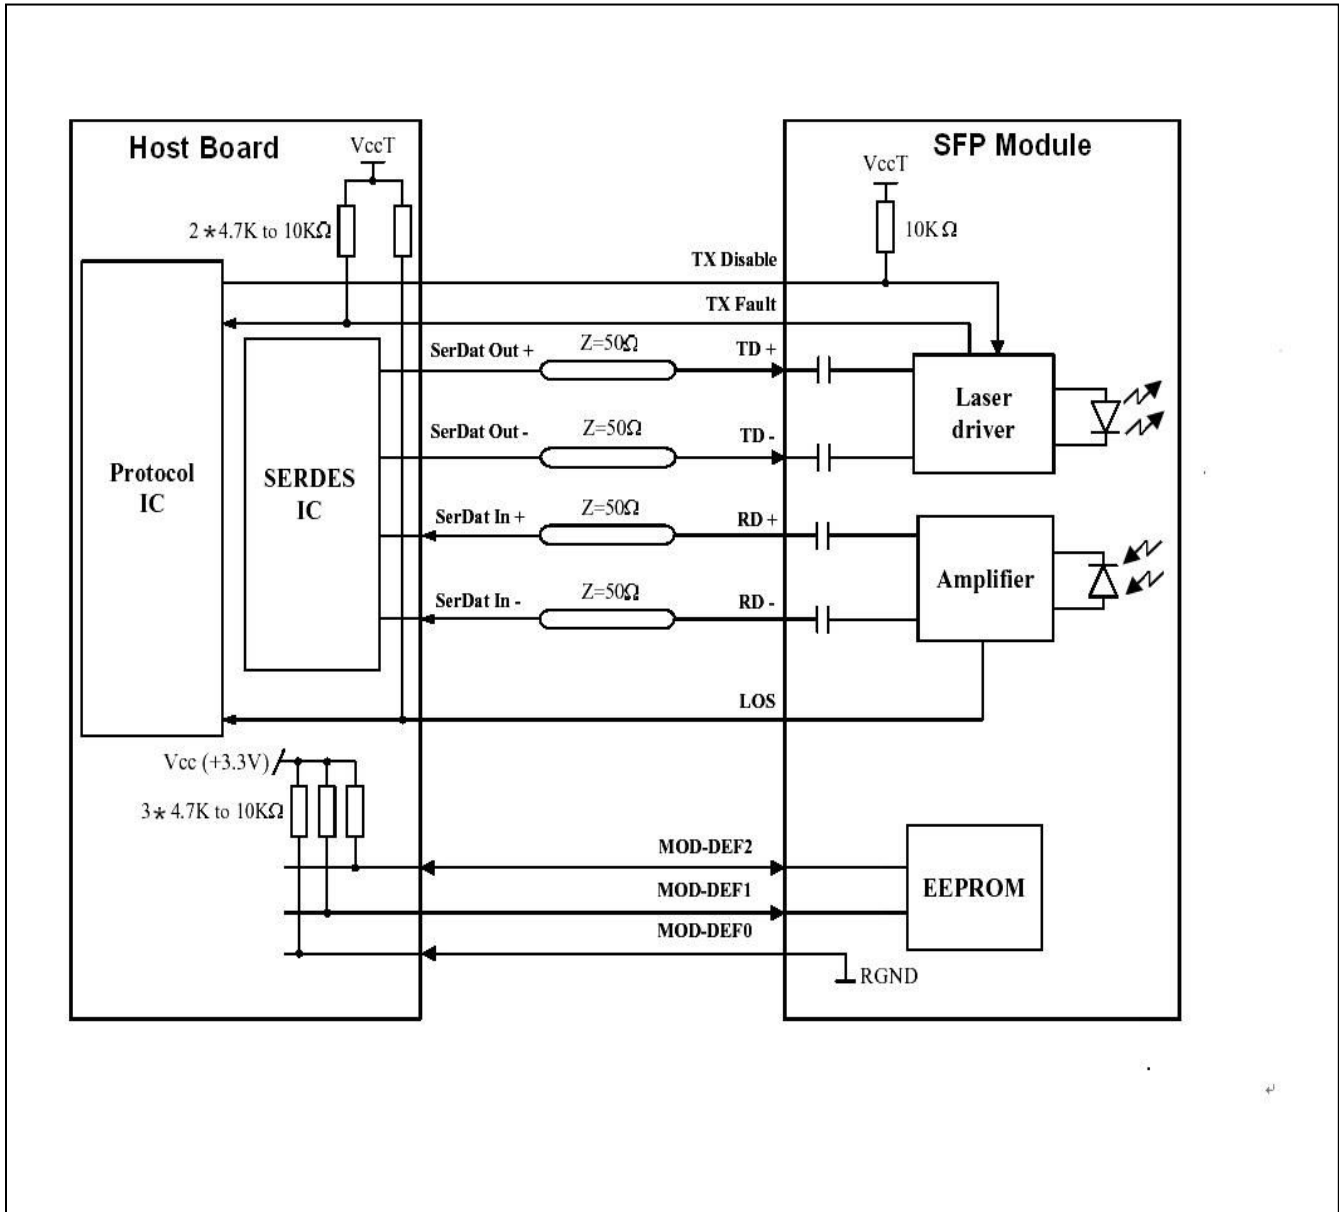 Host Board
VccT
2*4.7K to 10KΩ
SFP Module
VccT
10KΩ
TX Disable
TX Fault
SerDat Out +
Z=50Ω
TD +
SerDat Out -
Z=50Ω
TD -
SerDat In +
Z=50Ω
RD +
SerDat In -
Z=50Ω
RD -
Protocol
IC
SERDES
IC
Laser
driver
Amplifier
LOS
Vcc (+3.3V)
3*4.7K to 10KΩ
MOD-DEF2
MOD-DEF1
MOD-DEF0
EEPROM
RGND